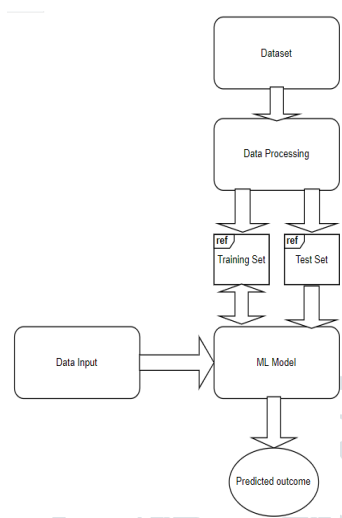 Dataset
Data Processing
ref
Training Set
ref
Test Set
Data Input
ML Model
Predicted outcome